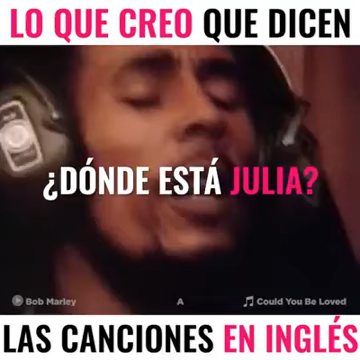 LO QUE CREO QUE DICEN
¿DÓNDE ESTÁ JULIA?
Bob Marley A Could You Be Loved
LAS CANCIONES EN INGLÉS